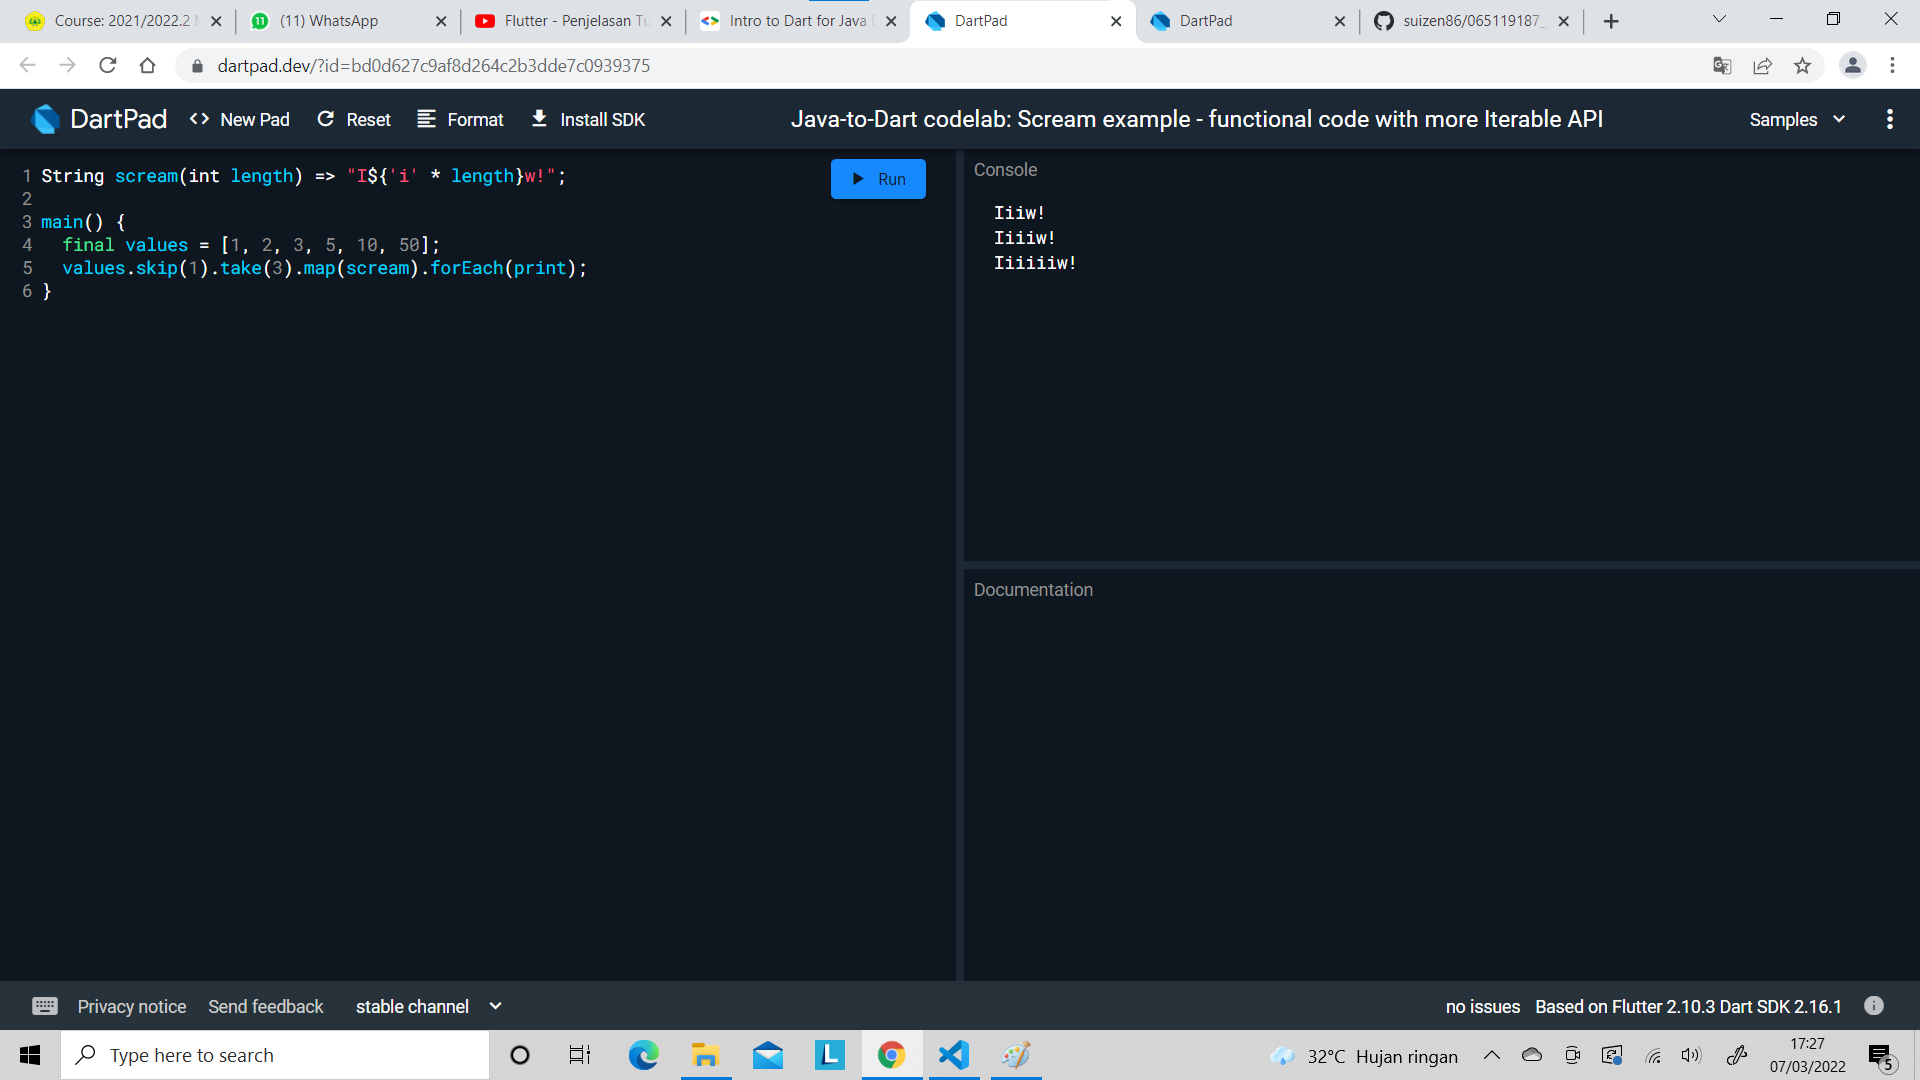 Course: 2021/2022.2
(11) WhatsApp
Flutter - Penjelasan Tu
Intro to Dart for Java D
DartPad
DartPad
suizen86/065119187_
dartpad.dev/?id=bd0d627c9af8d264c2b3dde7c0939375
DartPad
<> New Pad
Reset
Format
Install SDK
Java-to-Dart codelab: Scream example - functional code with more Iterable API
Samples
1 String scream(int length) => "I${'i' * length}w!";
2
3 main() {
4   final values = [1, 2, 3, 5, 10, 50];
5   values.skip(1).take(3).map(scream).forEach(print);
6 }
Run
Console
Iiiw!
Iiiiw!
Iiiiiiw!
Documentation
Privacy notice
Send feedback
stable channel
no issues
Based on Flutter 2.10.3 Dart SDK 2.16.1
Type here to search
L
32°C Hujan ringan
17:27
07/03/2022
5